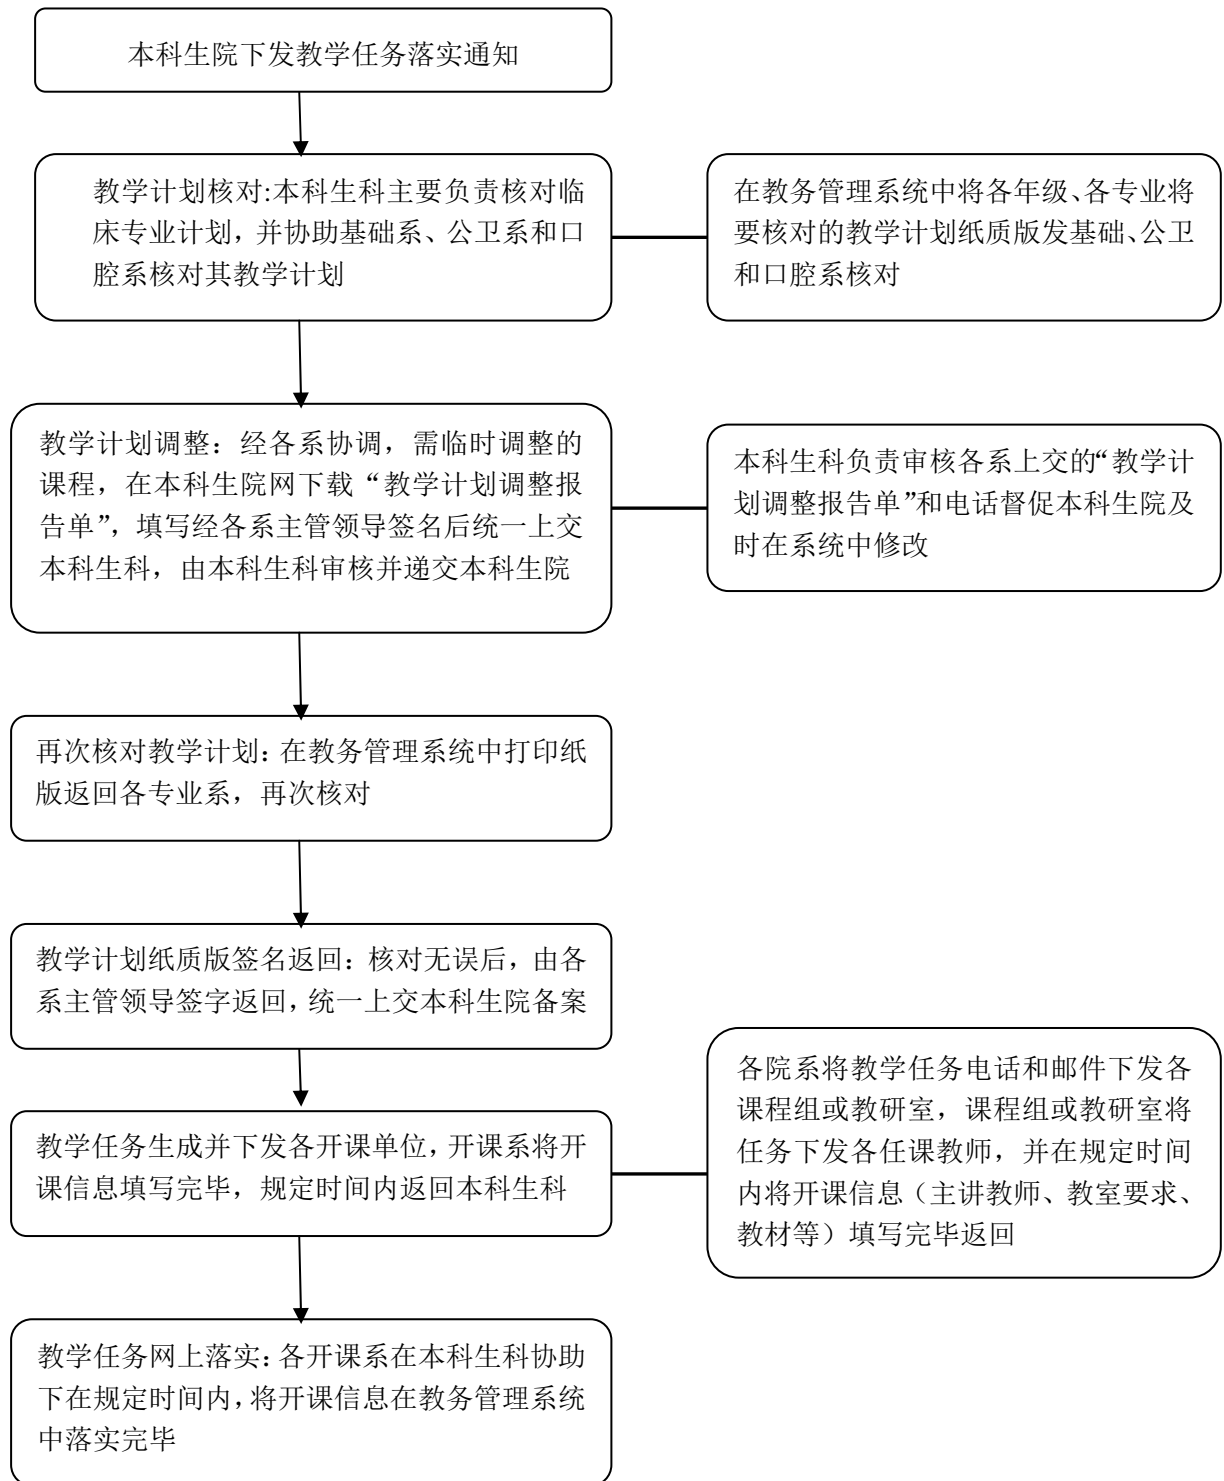 本科生院下发教学任务落实通知
教学计划核对:本科生科主要负责核对临
床专业计划，并协助基础系、公卫系和口
腔系核对其教学计划
在教务管理系统中将各年级、各专业将
要核对的教学计划纸质版发基础、公卫
和口腔系核对
教学计划调整：经各系协调，需临时调整的
课程，在本科生院网下载“教学计划调整报
告单”，填写经各系主管领导签名后统一上交
本科生科，由本科生科审核并递交本科生院
本科生科负责审核各系上交的“教学计
划调整报告单”和电话督促本科生院及
时在系统中修改
再次核对教学计划：在教务管理系统中打印纸
版返回各专业系，再次核对
教学计划纸质版签名返回：核对无误后，由各
系主管领导签字返回，统一上交本科生院备案
各院系将教学任务电话和邮件下发各
课程组或教研室，课程组或教研室将
任务下发各任课教师，并在规定时间
内将开课信息（主讲教师、教室要求、
教材等）填写完毕返回
教学任务生成并下发各开课单位，开课系将开
课信息填写完毕，规定时间内返回本科生科
教学任务网上落实：各开课系在本科生科协助
下在规定时间内，将开课信息在教务管理系统
中落实完毕